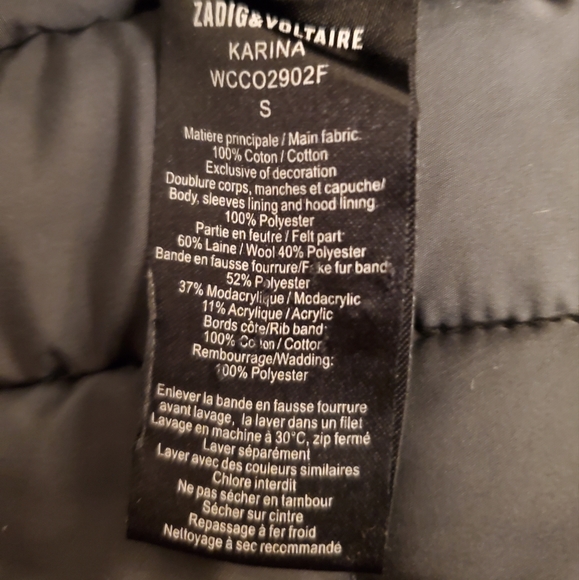 ZADIG&VOLTAIRE
KARINA
WCCO2902F
S
Matière principale / Main fabric:
100% Coton / Cotton
Exclusive of decoration
Doublure corps, manches et capuche/
Body, sleeves lining and hood lining:
100% Polyester
Partie en feutre / Felt part:
60% Laine / Wool 40% Polyester
Bande en fausse fourrure/Fake fur band:
52% Polyester
37% Modacrylique / Modacrylic
11% Acrylique / Acrylic
Bords côte/Rib band:
100% Coton / Cotton
Rembourrage/Wadding:
100% Polyester
Enlever la bande en fausse fourrure
avant lavage, la laver dans un filet
Lavage en machine à 30°C, zip fermé
Laver séparément
Laver avec des couleurs similaires
Chlore interdit
Ne pas sécher en tambour
Sécher sur cintre
Repassage à fer froid
Nettoyage à sec recommandé